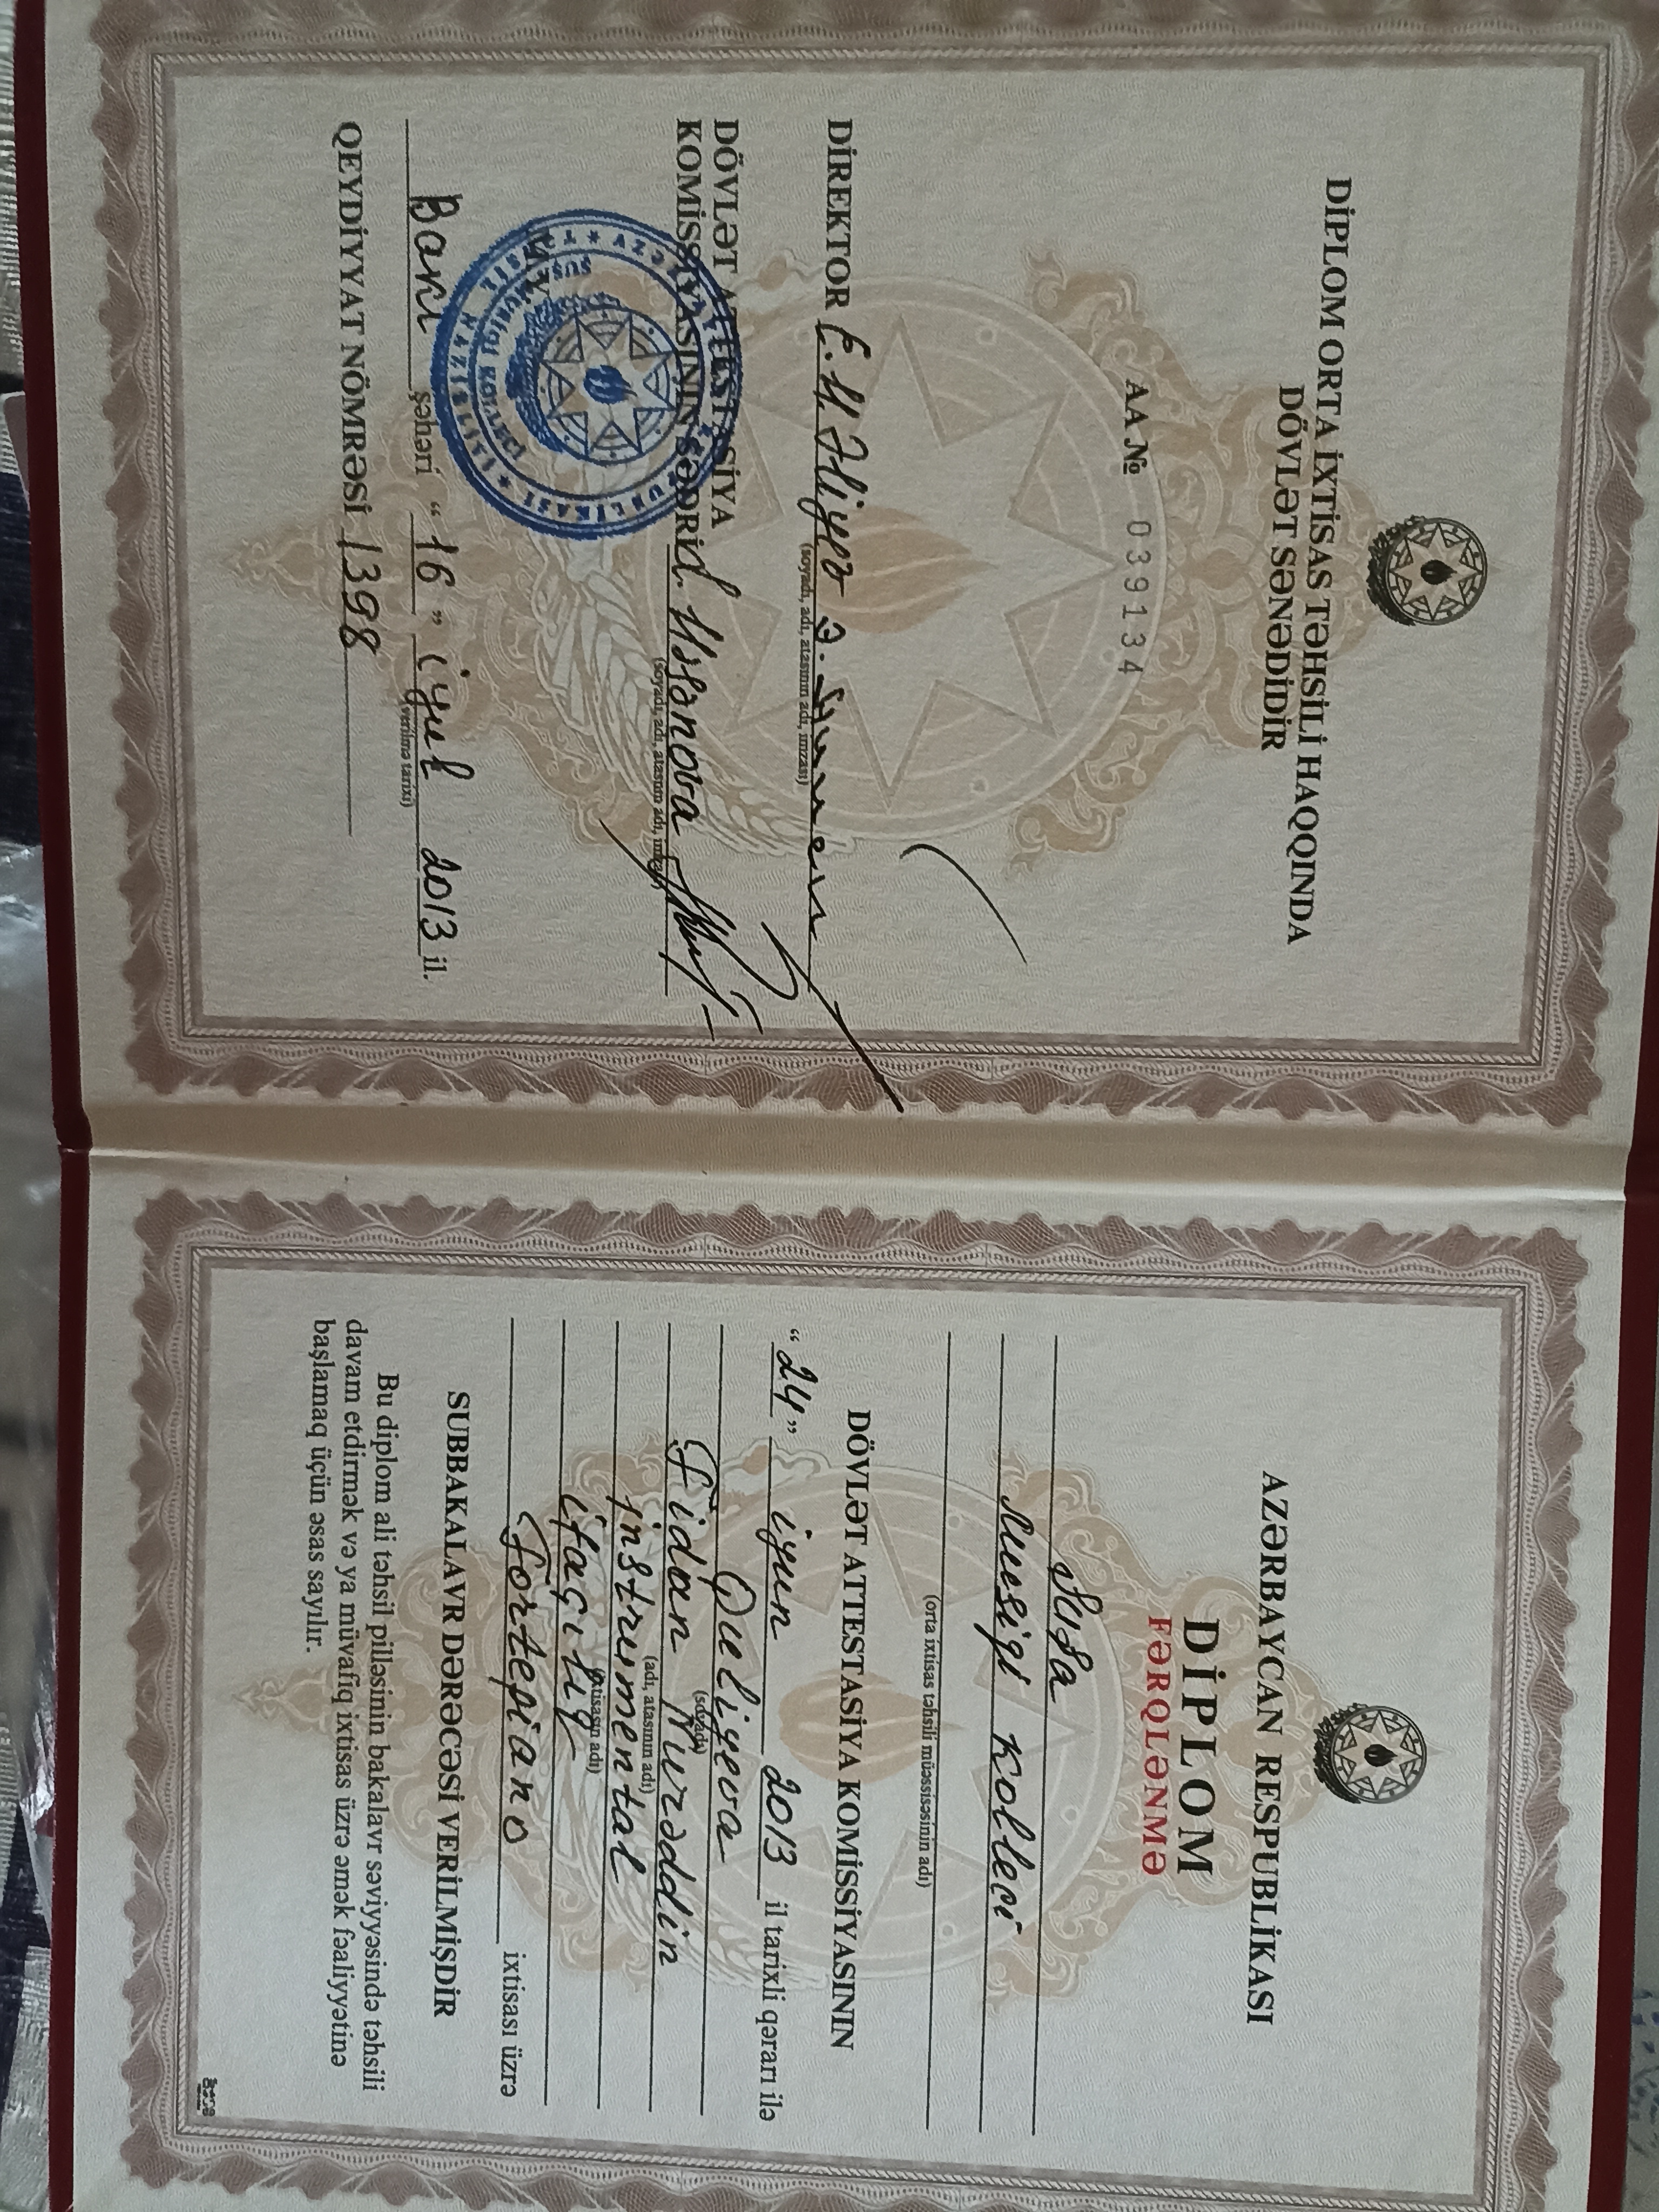 DİPLOM ORTA İXTİSAS TƏHSİLİ HAQQINDA
DÖVLƏT SƏNƏDİDİR
AA № 039134
DİREKTOR E.H. Əliyev Ə.
(soyadı, adı, atasının adı, imzası)
DÖVLƏT ATTESTASİYA
KOMİSSİYASININ SƏDRİ d. Həsənova
(soyadı, adı, atasının adı, imzası)
Bakı şəhəri “16” iyul 2013 il.
(verilmə tarixi)
QEYDİYYAT NÖMRƏSİ 1398
AZƏRBAYCAN RESPUBLİKASI
DİPLOM
FƏRQLƏNMƏ
Şuşa
Musiqi Kolleci
(orta ixtisas təhsili müəssisəsinin adı)
DÖVLƏT ATTESTASİYA KOMİSSİYASININ
“24” iyun 2013 il tarixli qərarı ilə
Quliyeva
(soyadı)
Fidan Nurəddin
(adı, atasının adı)
instrumental
ifaçılıq
(ixtisasın adı)
Fortepiano ixtisası üzrə
SUBBAKALAVR DƏRƏCƏSİ VERİLMİŞDİR
Bu diplom ali təhsil pilləsinin bakalavr səviyyəsində təhsili
davam etdirmək və ya müvafiq ixtisas üzrə əmək fəaliyyətinə
başlamaq üçün əsas sayılır.